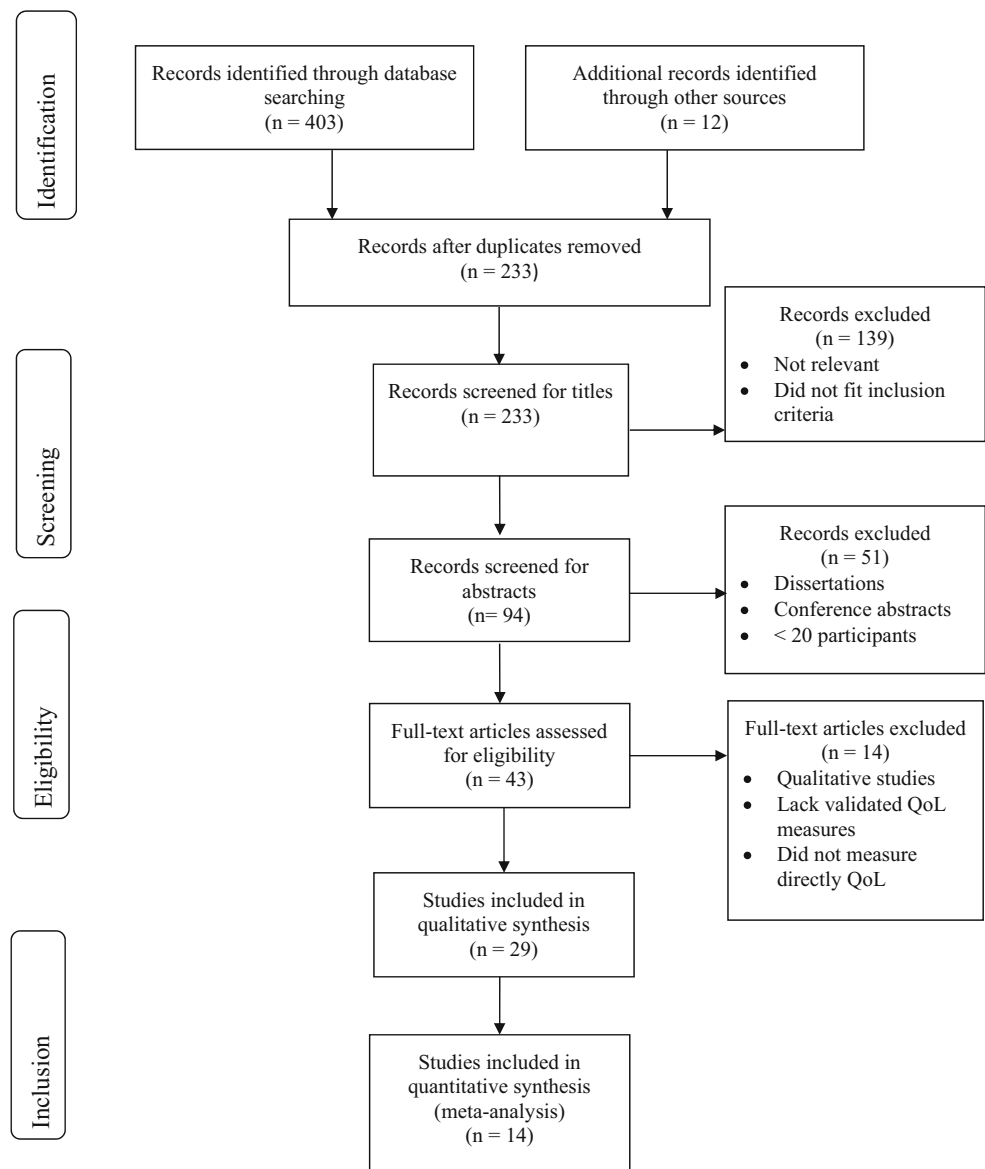 Identification
Records identified through database
searching
(n = 403)
Additional records identified
through other sources
(n = 12)
Records after duplicates removed
(n = 233)
Screening
Records screened for titles
(n = 233)
Records excluded
(n = 139)
• Not relevant
• Did not fit inclusion
criteria
Records screened for
abstracts
(n= 94)
Records excluded
(n = 51)
• Dissertations
• Conference abstracts
• < 20 participants
Eligibility
Full-text articles assessed
for eligibility
(n = 43)
Full-text articles excluded
(n = 14)
• Qualitative studies
• Lack validated QoL
measures
• Did not measure
directly QoL
Studies included in
qualitative synthesis
(n = 29)
Inclusion
Studies included in
quantitative synthesis
(meta-analysis)
(n = 14)